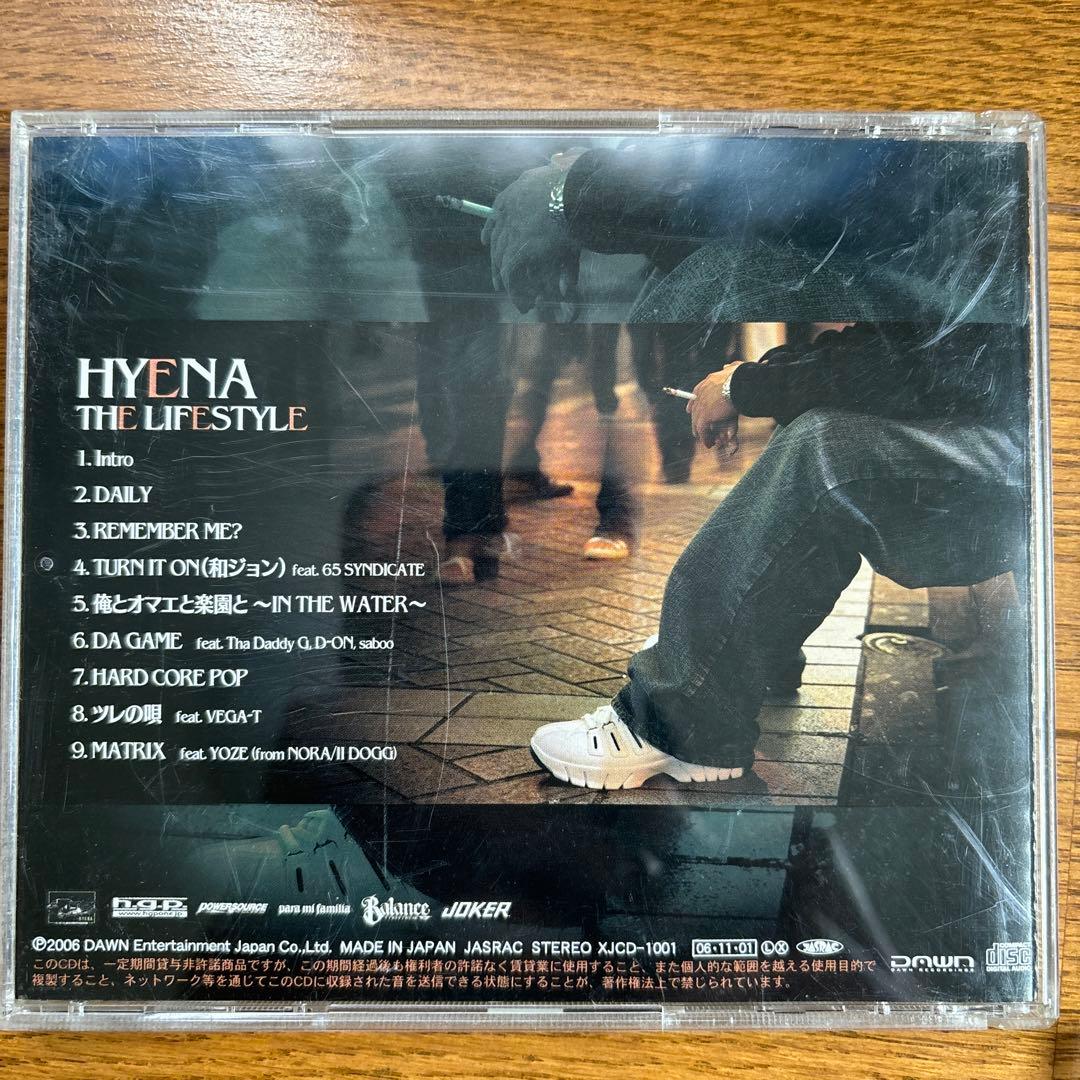 HYENA
THE LIFESTYLE
1. Intro
2. DAILY
3. REMEMBER ME?
4. TURN IT ON(和ジョン) feat. 65 SYNDICATE
5. 俺とオマエと楽園と 〜IN THE WATER〜
6. DA GAME feat. Tha Daddy G, D-ON, saboo
7. HARD CORE POP
8. ツレの唄 feat. VEGA-T
9. MATRIX feat. YOZE (from NORA/II DOGG)
h.g.p. POWERSOURCE para mi familia Balance JOKER
www.hgponz.jp
℗2006 DAWN Entertainment Japan Co.,Ltd. MADE IN JAPAN JASRAC STEREO XJCD-1001 06・11・01 Ⓛ Ⓧ JASRAC
このCDは、一定期間貸与非許諾商品ですが、この期間経過後も権利者の許諾なく賃貸業に使用すること、また個人的な範囲を越える使用目的で
複製すること、ネットワーク等を通じてこのCDに収録された音を送信できる状態にすることが、著作権法上で禁じられています。
DAWN
DAWN RECORDINGS
COMPACT
disc
DIGITAL AUDIO